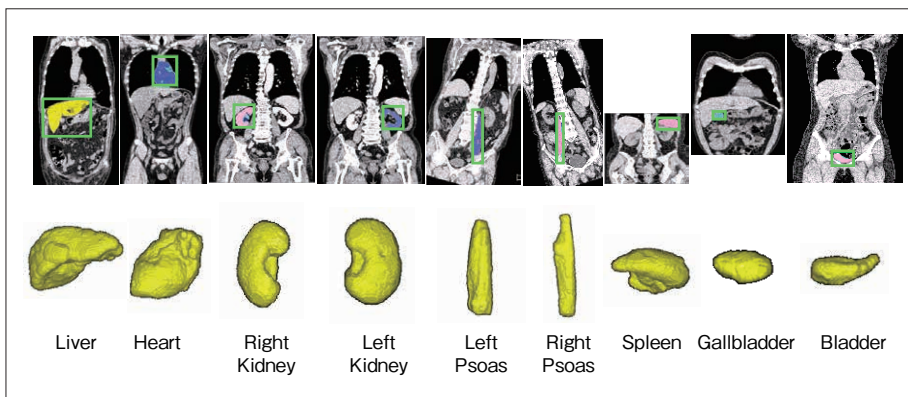 Liver Heart Right Left Left Right Spleen Gallbladder Bladder
Kidney Kidney Psoas Psoas